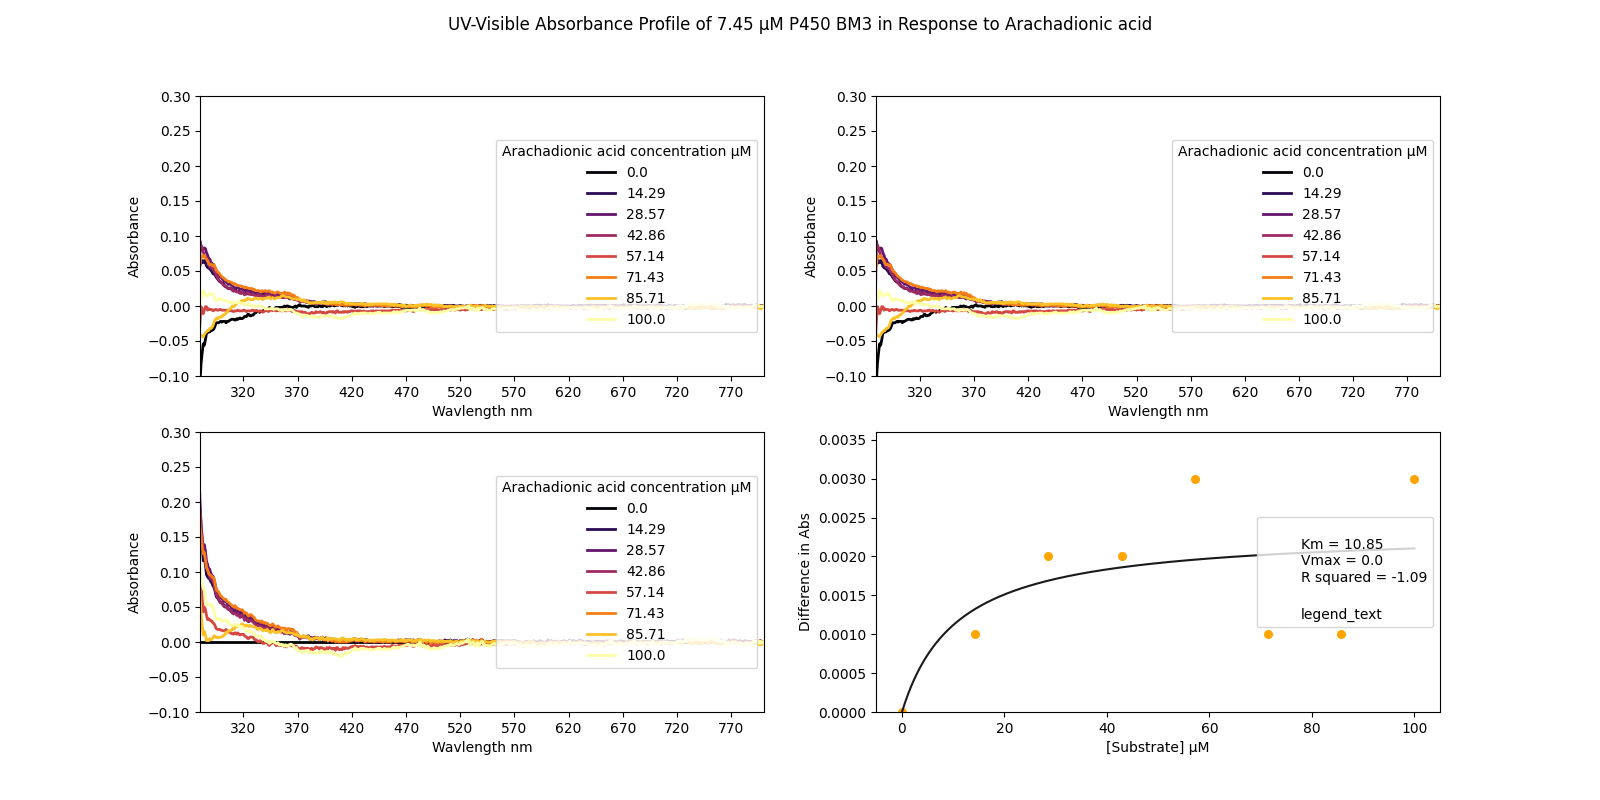 UV-Visible Absorbance Profile of 7.45 µM P450 BM3 in Response to Arachadionic acid
0.30
0.25
0.20
0.15
0.10
0.05
0.00
−0.05
−0.10
Absorbance
Arachadionic acid concentration µM
0.0
14.29
28.57
42.86
57.14
71.43
85.71
100.0
320 370 420 470 520 570 620 670 720 770
Wavlength nm
0.30
0.25
0.20
0.15
0.10
0.05
0.00
−0.05
−0.10
Absorbance
Arachadionic acid concentration µM
0.0
14.29
28.57
42.86
57.14
71.43
85.71
100.0
320 370 420 470 520 570 620 670 720 770
Wavlength nm
0.30
0.25
0.20
0.15
0.10
0.05
0.00
−0.05
−0.10
Absorbance
Arachadionic acid concentration µM
0.0
14.29
28.57
42.86
57.14
71.43
85.71
100.0
320 370 420 470 520 570 620 670 720 770
Wavlength nm
0.0035
0.0030
0.0025
0.0020
0.0015
0.0010
0.0005
0.0000
Difference in Abs
Km = 10.85
Vmax = 0.0
R squared = -1.09
legend_text
0 20 40 60 80 100
[Substrate] µM